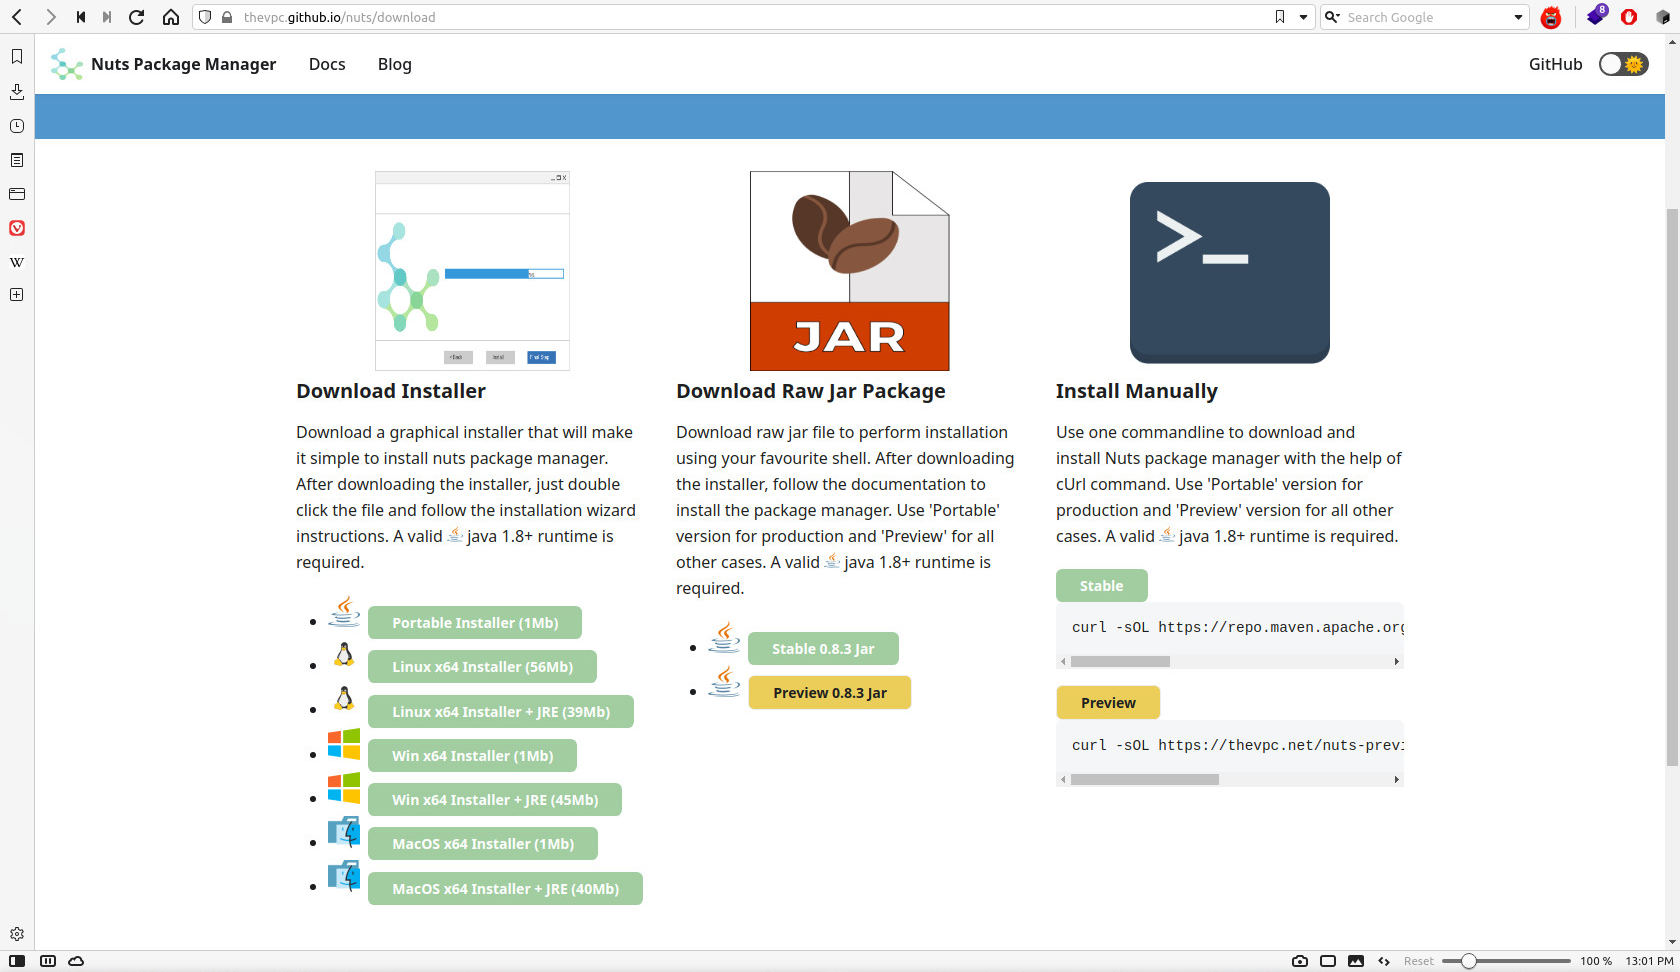 thevpc.github.io/nuts/download
Search Google
8
Nuts Package Manager
Docs
Blog
GitHub
JAR
Download Installer
Download a graphical installer that will make
it simple to install nuts package manager.
After downloading the installer, just double
click the file and follow the installation wizard
instructions. A valid java 1.8+ runtime is
required.
Portable Installer (1Mb)
Linux x64 Installer (56Mb)
Linux x64 Installer + JRE (39Mb)
Win x64 Installer (1Mb)
Win x64 Installer + JRE (45Mb)
MacOS x64 Installer (1Mb)
MacOS x64 Installer + JRE (40Mb)
Download Raw Jar Package
Download raw jar file to perform installation
using your favourite shell. After downloading
the installer, follow the documentation to
install the package manager. Use 'Portable'
version for production and 'Preview' for all
other cases. A valid java 1.8+ runtime is
required.
Stable 0.8.3 Jar
Preview 0.8.3 Jar
>_
Install Manually
Use one commandline to download and
install Nuts package manager with the help of
cUrl command. Use 'Portable' version for
production and 'Preview' version for all other
cases. A valid java 1.8+ runtime is required.
Stable
curl -sOL https://repo.maven.apache.org
Preview
curl -sOL https://thevpc.net/nuts-previ
W
Reset
100 %
13:01 PM